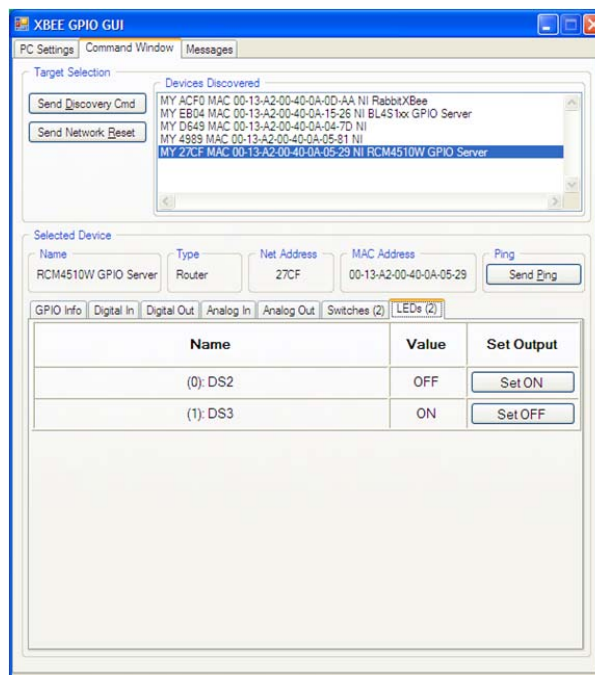 XBEE GPIO GUI
PC Settings Command Window Messages
Target Selection
Devices Discovered
Send Discovery Cmd
Send Network Reset
MY ACF0 MAC 00-13-A2-00-40-0A-0D-AA NI RabbitXBee
MY EB04 MAC 00-13-A2-00-40-0A-15-26 NI BL4S1xx GPIO Server
MY D649 MAC 00-13-A2-00-40-0A-04-7D NI
MY 4989 MAC 00-13-A2-00-40-0A-05-81 NI
MY 27CF MAC 00-13-A2-00-40-0A-05-29 NI RCM4510W GPIO Server
Selected Device
Name Type Net Address MAC Address Ping
RCM4510W GPIO Server Router 27CF 00-13-A2-00-40-0A-05-29 Send Ping
GPIO Info Digital In Digital Out Analog In Analog Out Switches (2) LEDs (2)
Name Value Set Output
(0): DS2 OFF Set ON
(1): DS3 ON Set OFF